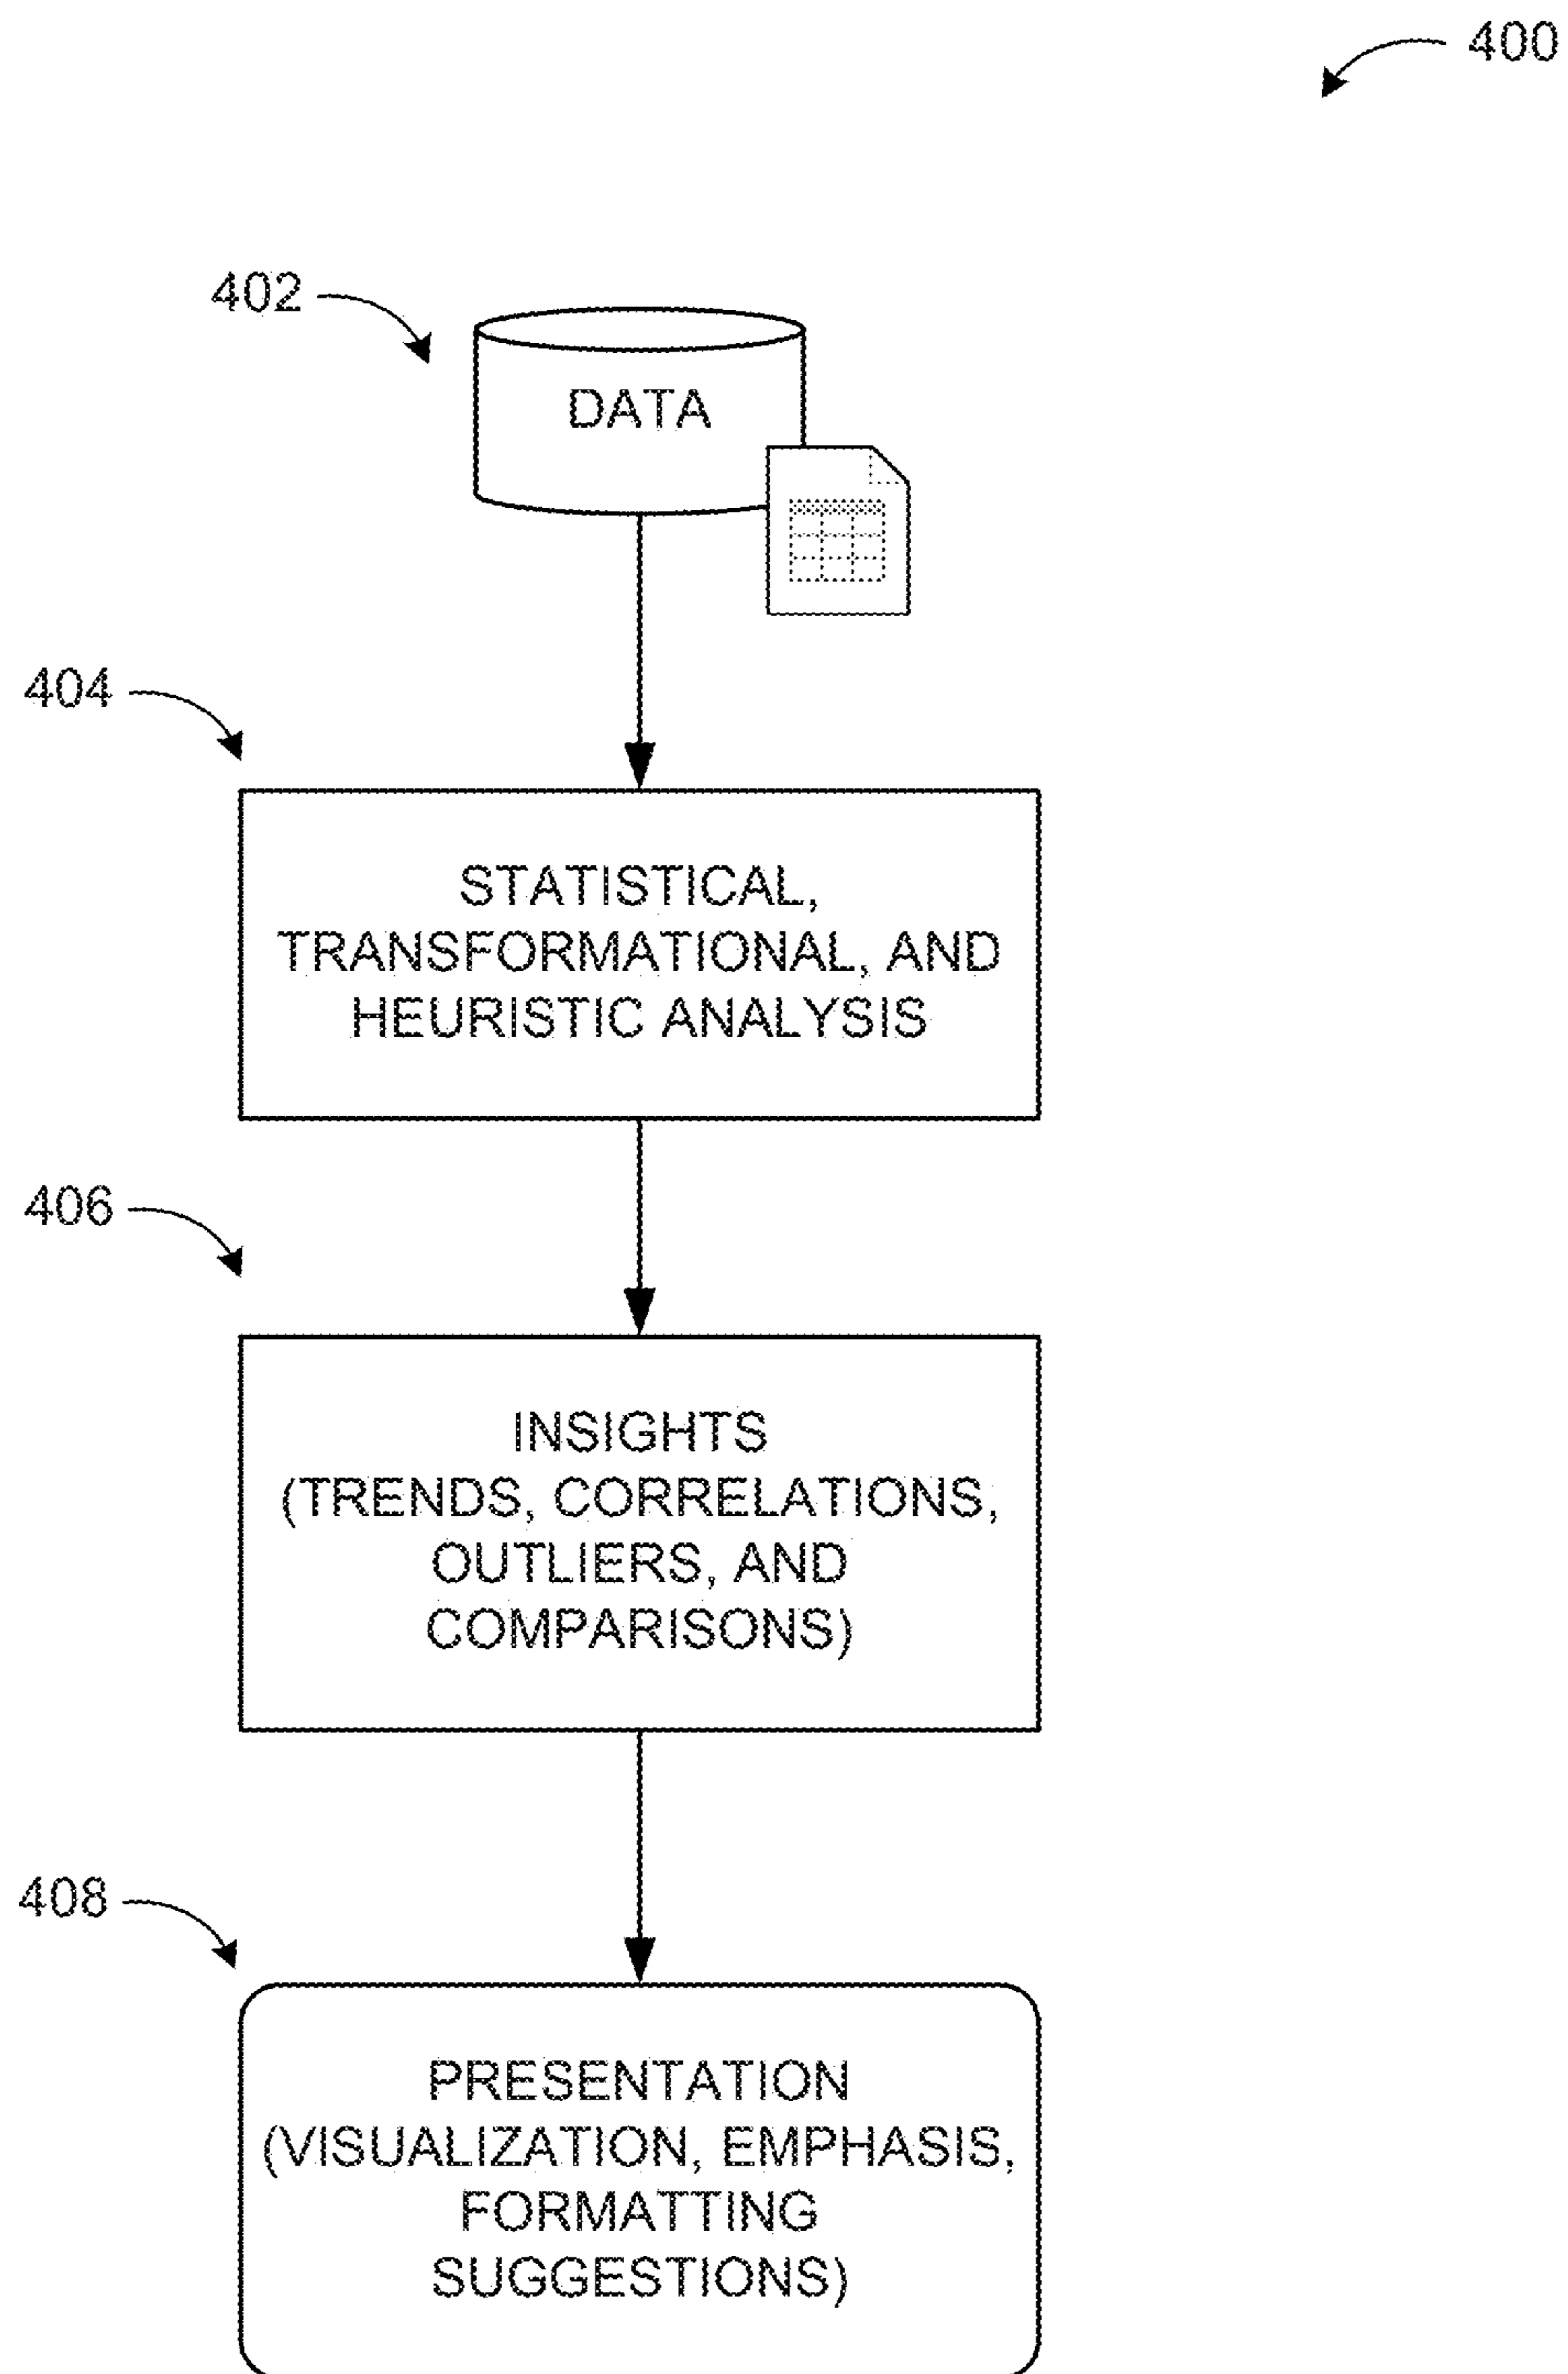 400
402
DATA
404
STATISTICAL,
TRANSFORMATIONAL, AND
HEURISTIC ANALYSIS
406
INSIGHTS
(TRENDS, CORRELATIONS,
OUTLIERS, AND
COMPARISONS)
408
PRESENTATION
(VISUALIZATION, EMPHASIS,
FORMATTING
SUGGESTIONS)